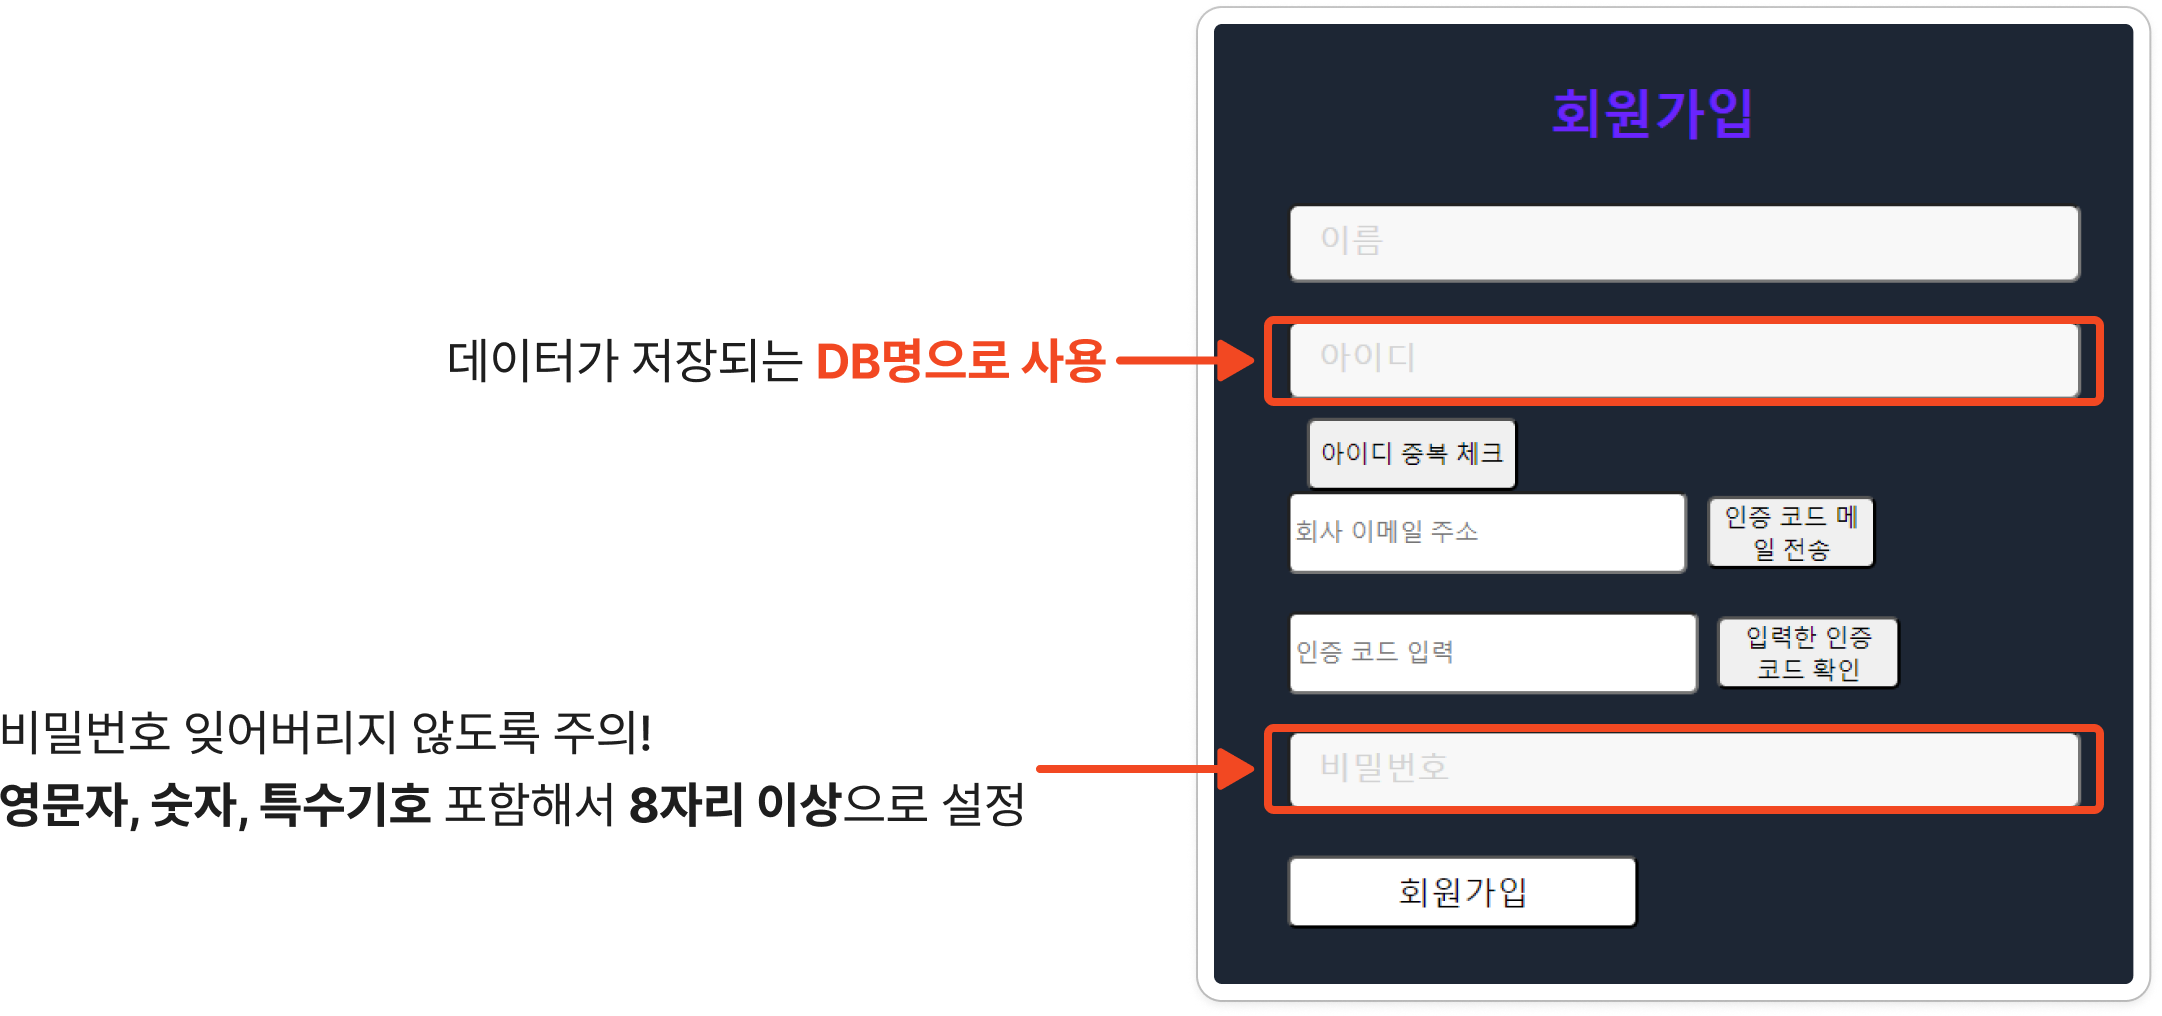 회원가입
이름
데이터가 저장되는 DB명으로 사용
아이디
아이디 중복 체크
회사 이메일 주소
인증 코드 메
일 전송
인증 코드 입력
입력한 인증
코드 확인
비밀번호 잊어버리지 않도록 주의!
영문자, 숫자, 특수기호 포함해서 8자리 이상으로 설정
비밀번호
회원가입